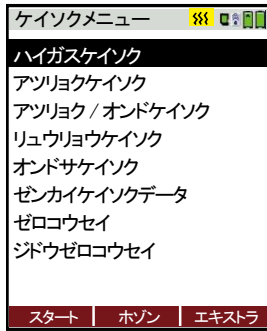 ケイソクメニュー
ハイガスケイソク
アツリョクケイソク
アツリョク / オンドケイソク
リュウリョウケイソク
オンドサケイソク
ゼンカイケイソクデータ
ゼロコウセイ
ジドウゼロコウセイ
スタート | ホゾン | エキストラ